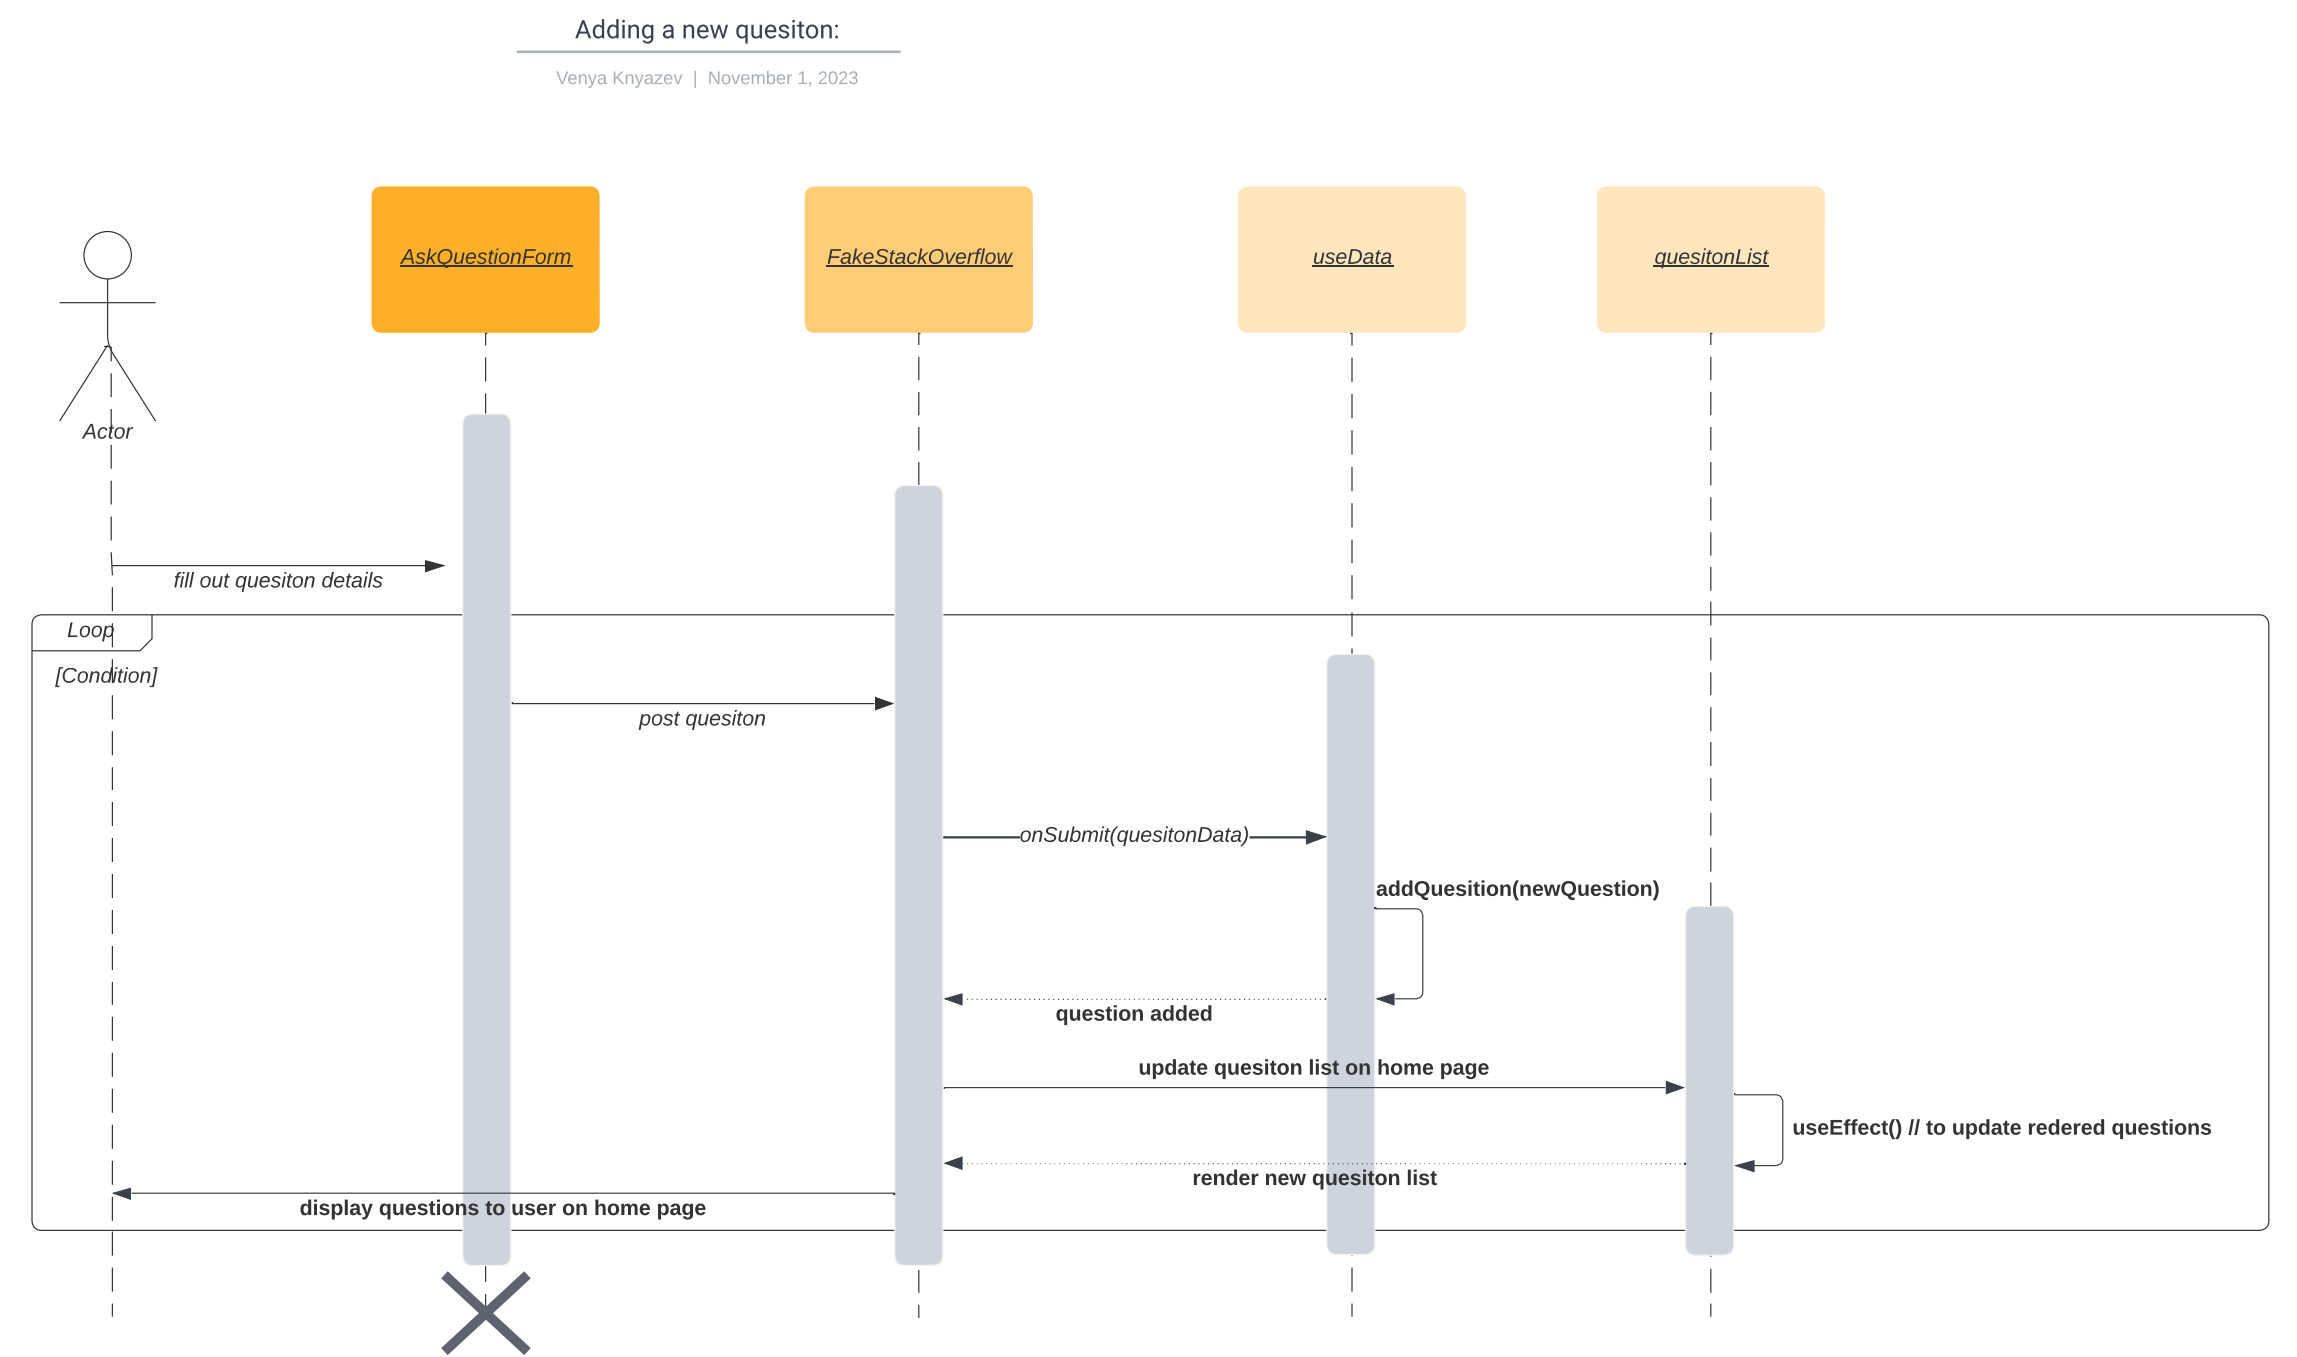 Adding a new quesiton:
Venya Knyazev | November 1, 2023
AskQuestionForm
FakeStackOverflow
useData
quesitonList
Actor
fill out quesiton details
Loop
[Condition]
post quesiton
onSubmit(quesitonData)
addQuesition(newQuestion)
question added
update quesiton list on home page
useEffect() // to update redered questions
render new quesiton list
display questions to user on home page